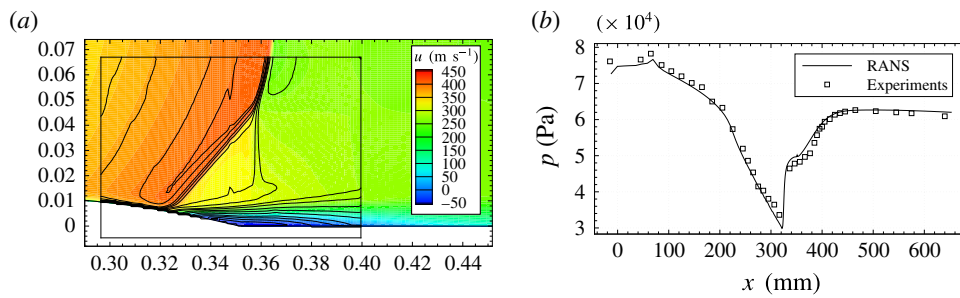 (a)
(b)
(× 10⁴)
u (m s⁻¹)
450
400
350
300
250
200
150
100
50
0
−50
0.07
0.06
0.05
0.04
0.03
0.02
0.01
0
0.30 0.32 0.34 0.36 0.38 0.40 0.42 0.44
RANS
Experiments
8
7
6
5
4
3
p (Pa)
0 100 200 300 400 500 600
x (mm)